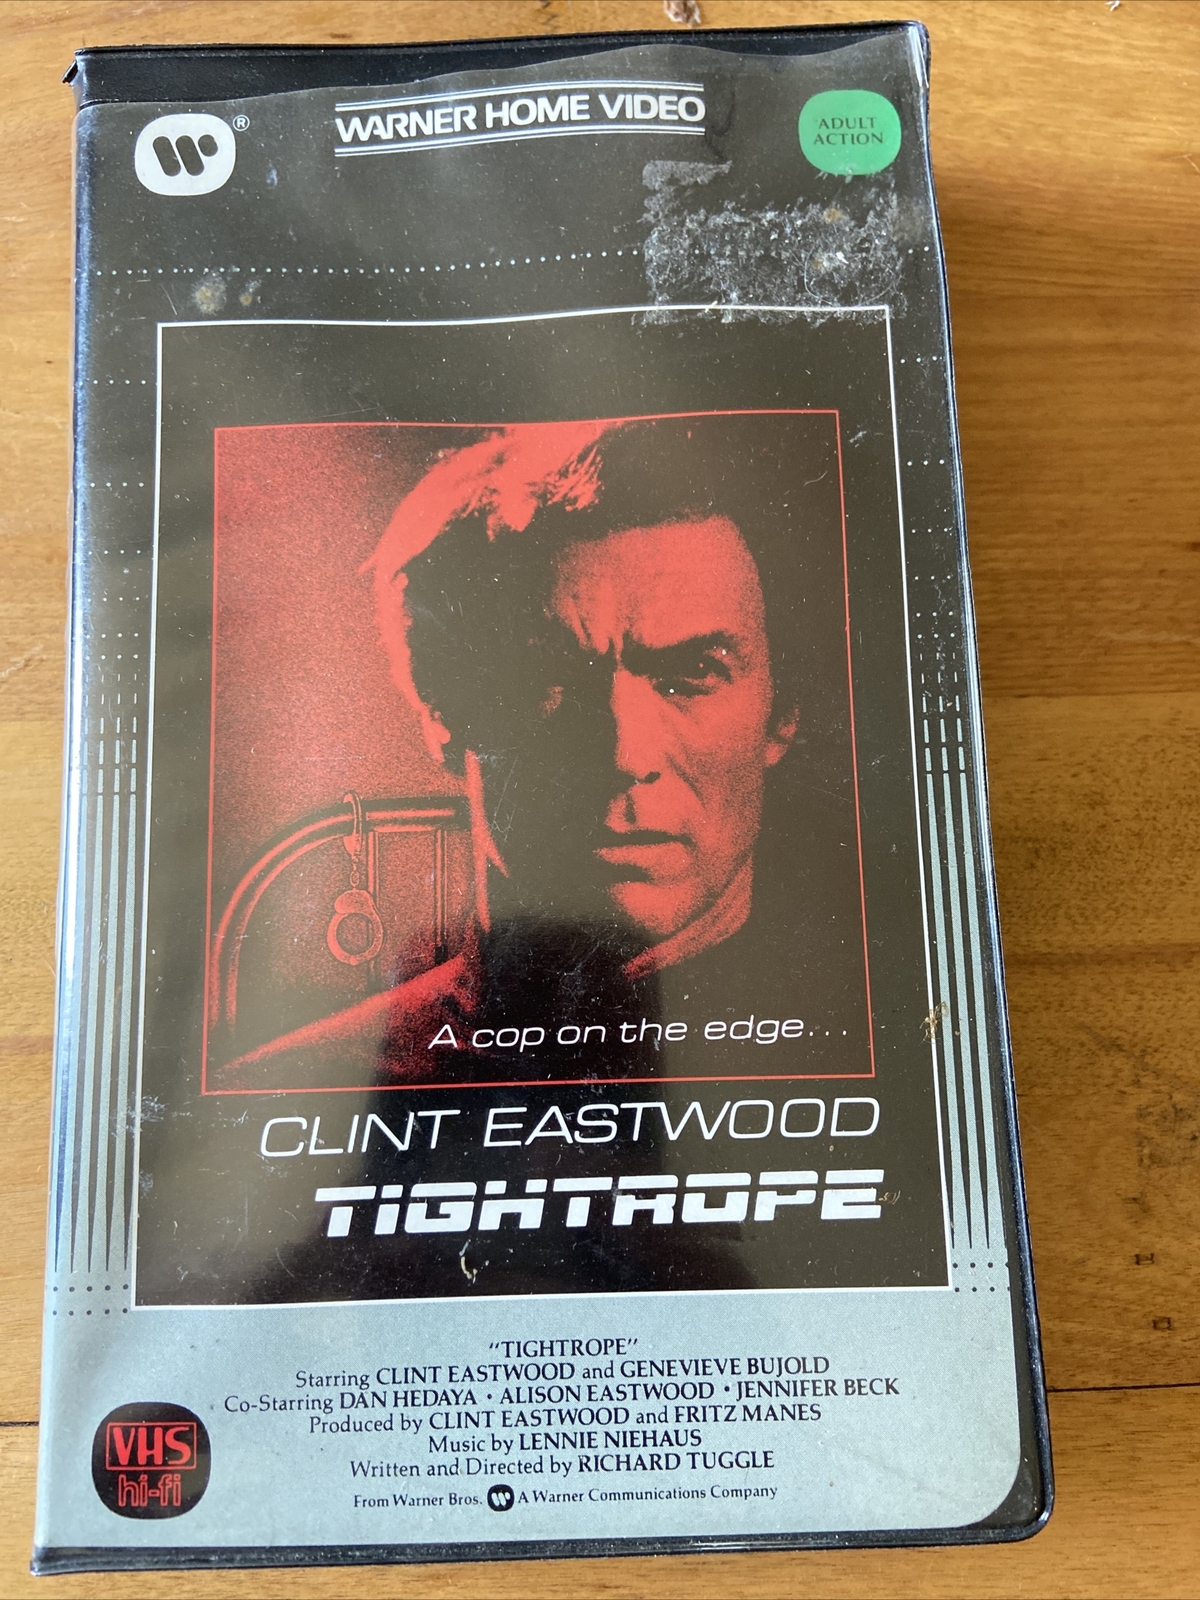 W ®
WARNER HOME VIDEO
ADULT
ACTION
A cop on the edge...
CLINT EASTWOOD
TIGHTROPE
"TIGHTROPE"
Starring CLINT EASTWOOD and GENEVIEVE BUJOLD
Co-Starring DAN HEDAYA • ALISON EASTWOOD • JENNIFER BECK
Produced by CLINT EASTWOOD and FRITZ MANES
Music by LENNIE NIEHAUS
Written and Directed by RICHARD TUGGLE
From Warner Bros. W A Warner Communications Company
VHS
hi-fi